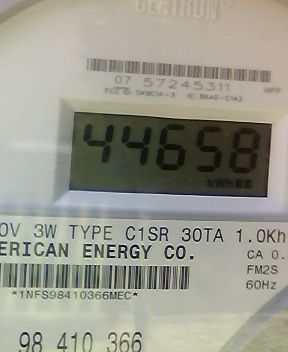 CENTRON
07 57245311
44658
kWh
0V 3W TYPE C1SR 30TA 1.0Kh
ERICAN ENERGY CO.
CA 0.
FM2S
*1NFS98410366MEC*
60Hz
98 410 366